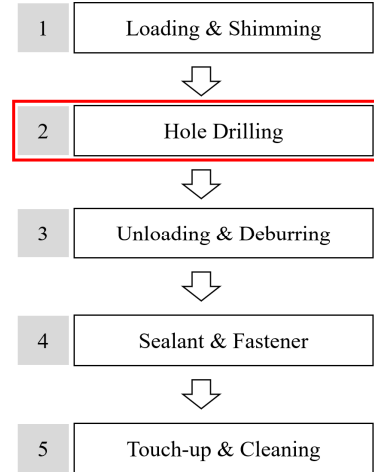 1 Loading & Shimming
2 Hole Drilling
3 Unloading & Deburring
4 Sealant & Fastener
5 Touch-up & Cleaning